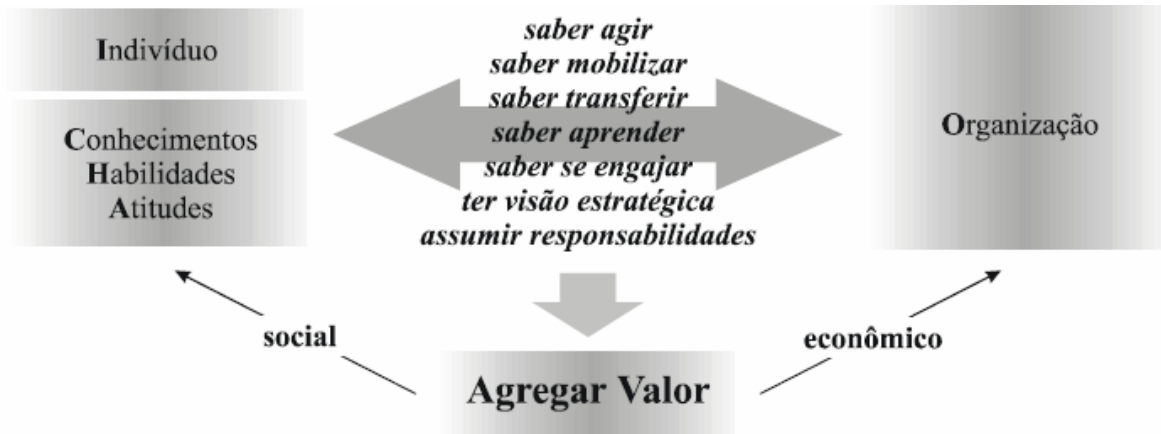 Indivíduo
Conhecimentos
Habilidades
Atitudes
saber agir
saber mobilizar
saber transferir
saber aprender
saber se engajar
ter visão estratégica
assumir responsabilidades
Organização
social
econômico
Agregar Valor